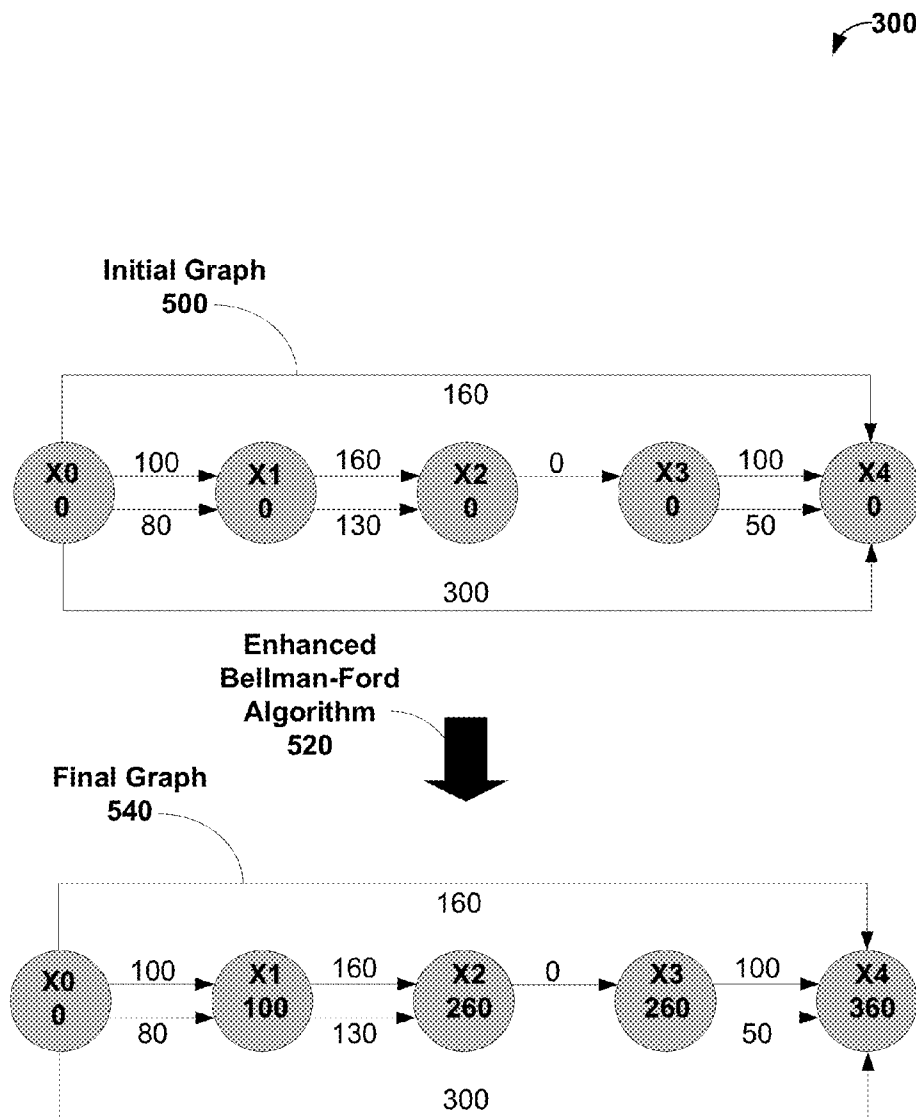 300
Initial Graph
500
160
X0 100 X1 160 X2 0 X3 100 X4
0 80 0 130 0 0 50 0
300
Enhanced
Bellman-Ford
Algorithm
520
Final Graph
540
160
X0 100 X1 160 X2 0 X3 100 X4
0 80 100 130 260 260 50 360
300